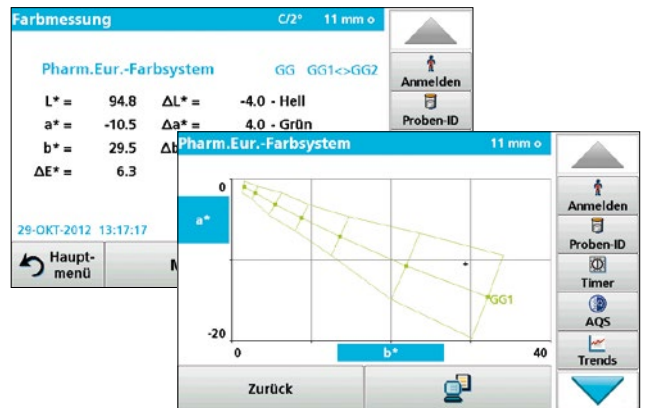 Farbmessung C/2° 11 mm o
Pharm.Eur.-Farbsystem GG GG1<>GG2
L* = 94.8 ΔL* = -4.0 - Hell
a* = -10.5 Δa* = 4.0 - Grün
b* = 29.5
ΔE* = 6.3
29-OKT-2012 13:17:17
Haupt-
menü
Anmelden
Proben-ID
Pharm.Eur.-Farbsystem 11 mm o
0
a*
GG1
-20
0 b* 40
Zurück
Anmelden
Proben-ID
Timer
AQS
Trends